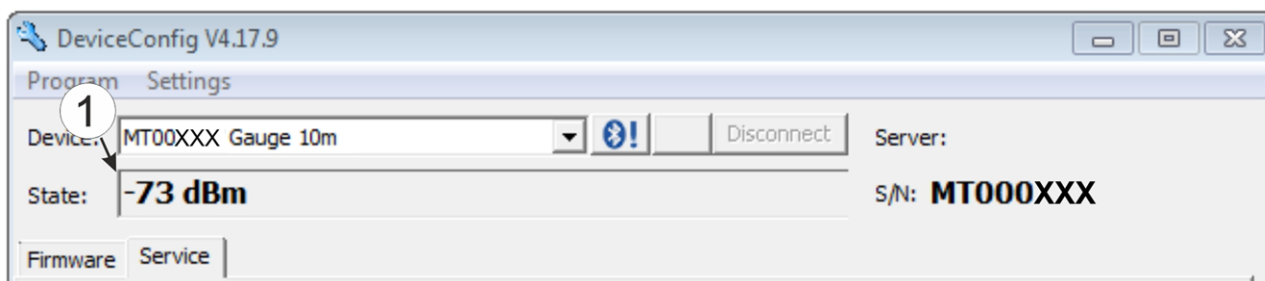 DeviceConfig V4.17.9
Program Settings
1
Device: MT00XXX Gauge 10m Disconnect Server:
State: -73 dBm S/N: MT000XXX
Firmware Service